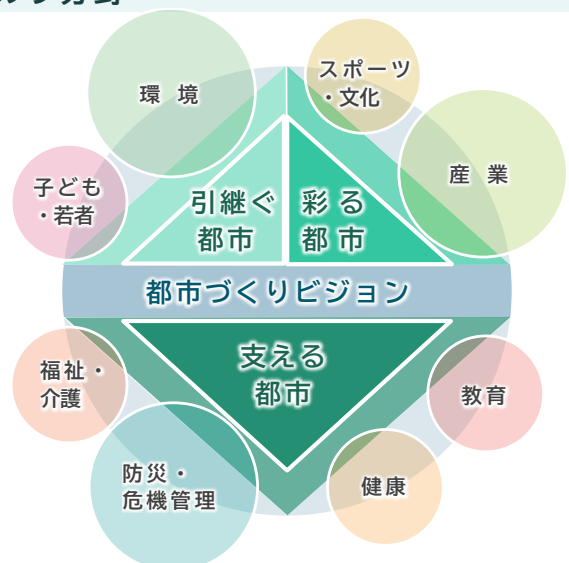 環 境
スポーツ
・文化
子ども
・若者
産 業
引継ぐ
都市
彩る
都市
都市づくりビジョン
支える
都市
福祉・
介護
教育
防災・
危機管理
健康